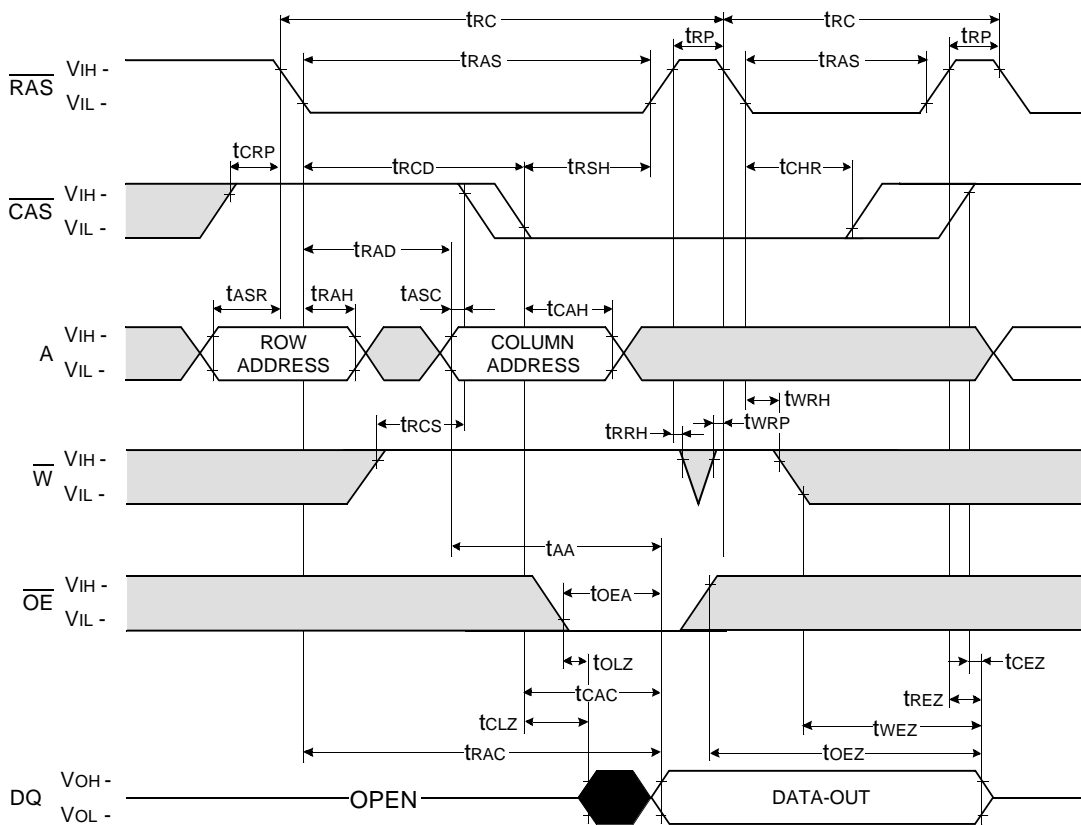 tRC tRC
tRP tRP
tRAS tRAS
RAS VIH -
VIL -
tCRP tRCD tRSH tCHR
CAS VIH -
VIL -
tRAD
tASR tRAH tASC tCAH
A VIH -
VIL -
ROW
ADDRESS
COLUMN
ADDRESS
tWRH
tRCS tRRH tWRP
W VIH -
VIL -
tAA
OE VIH -
VIL -
tOEA
tOLZ tCEZ
tCAC tREZ
tCLZ tWEZ
tRAC tOEZ
DQ VOH -
VOL -
OPEN DATA-OUT